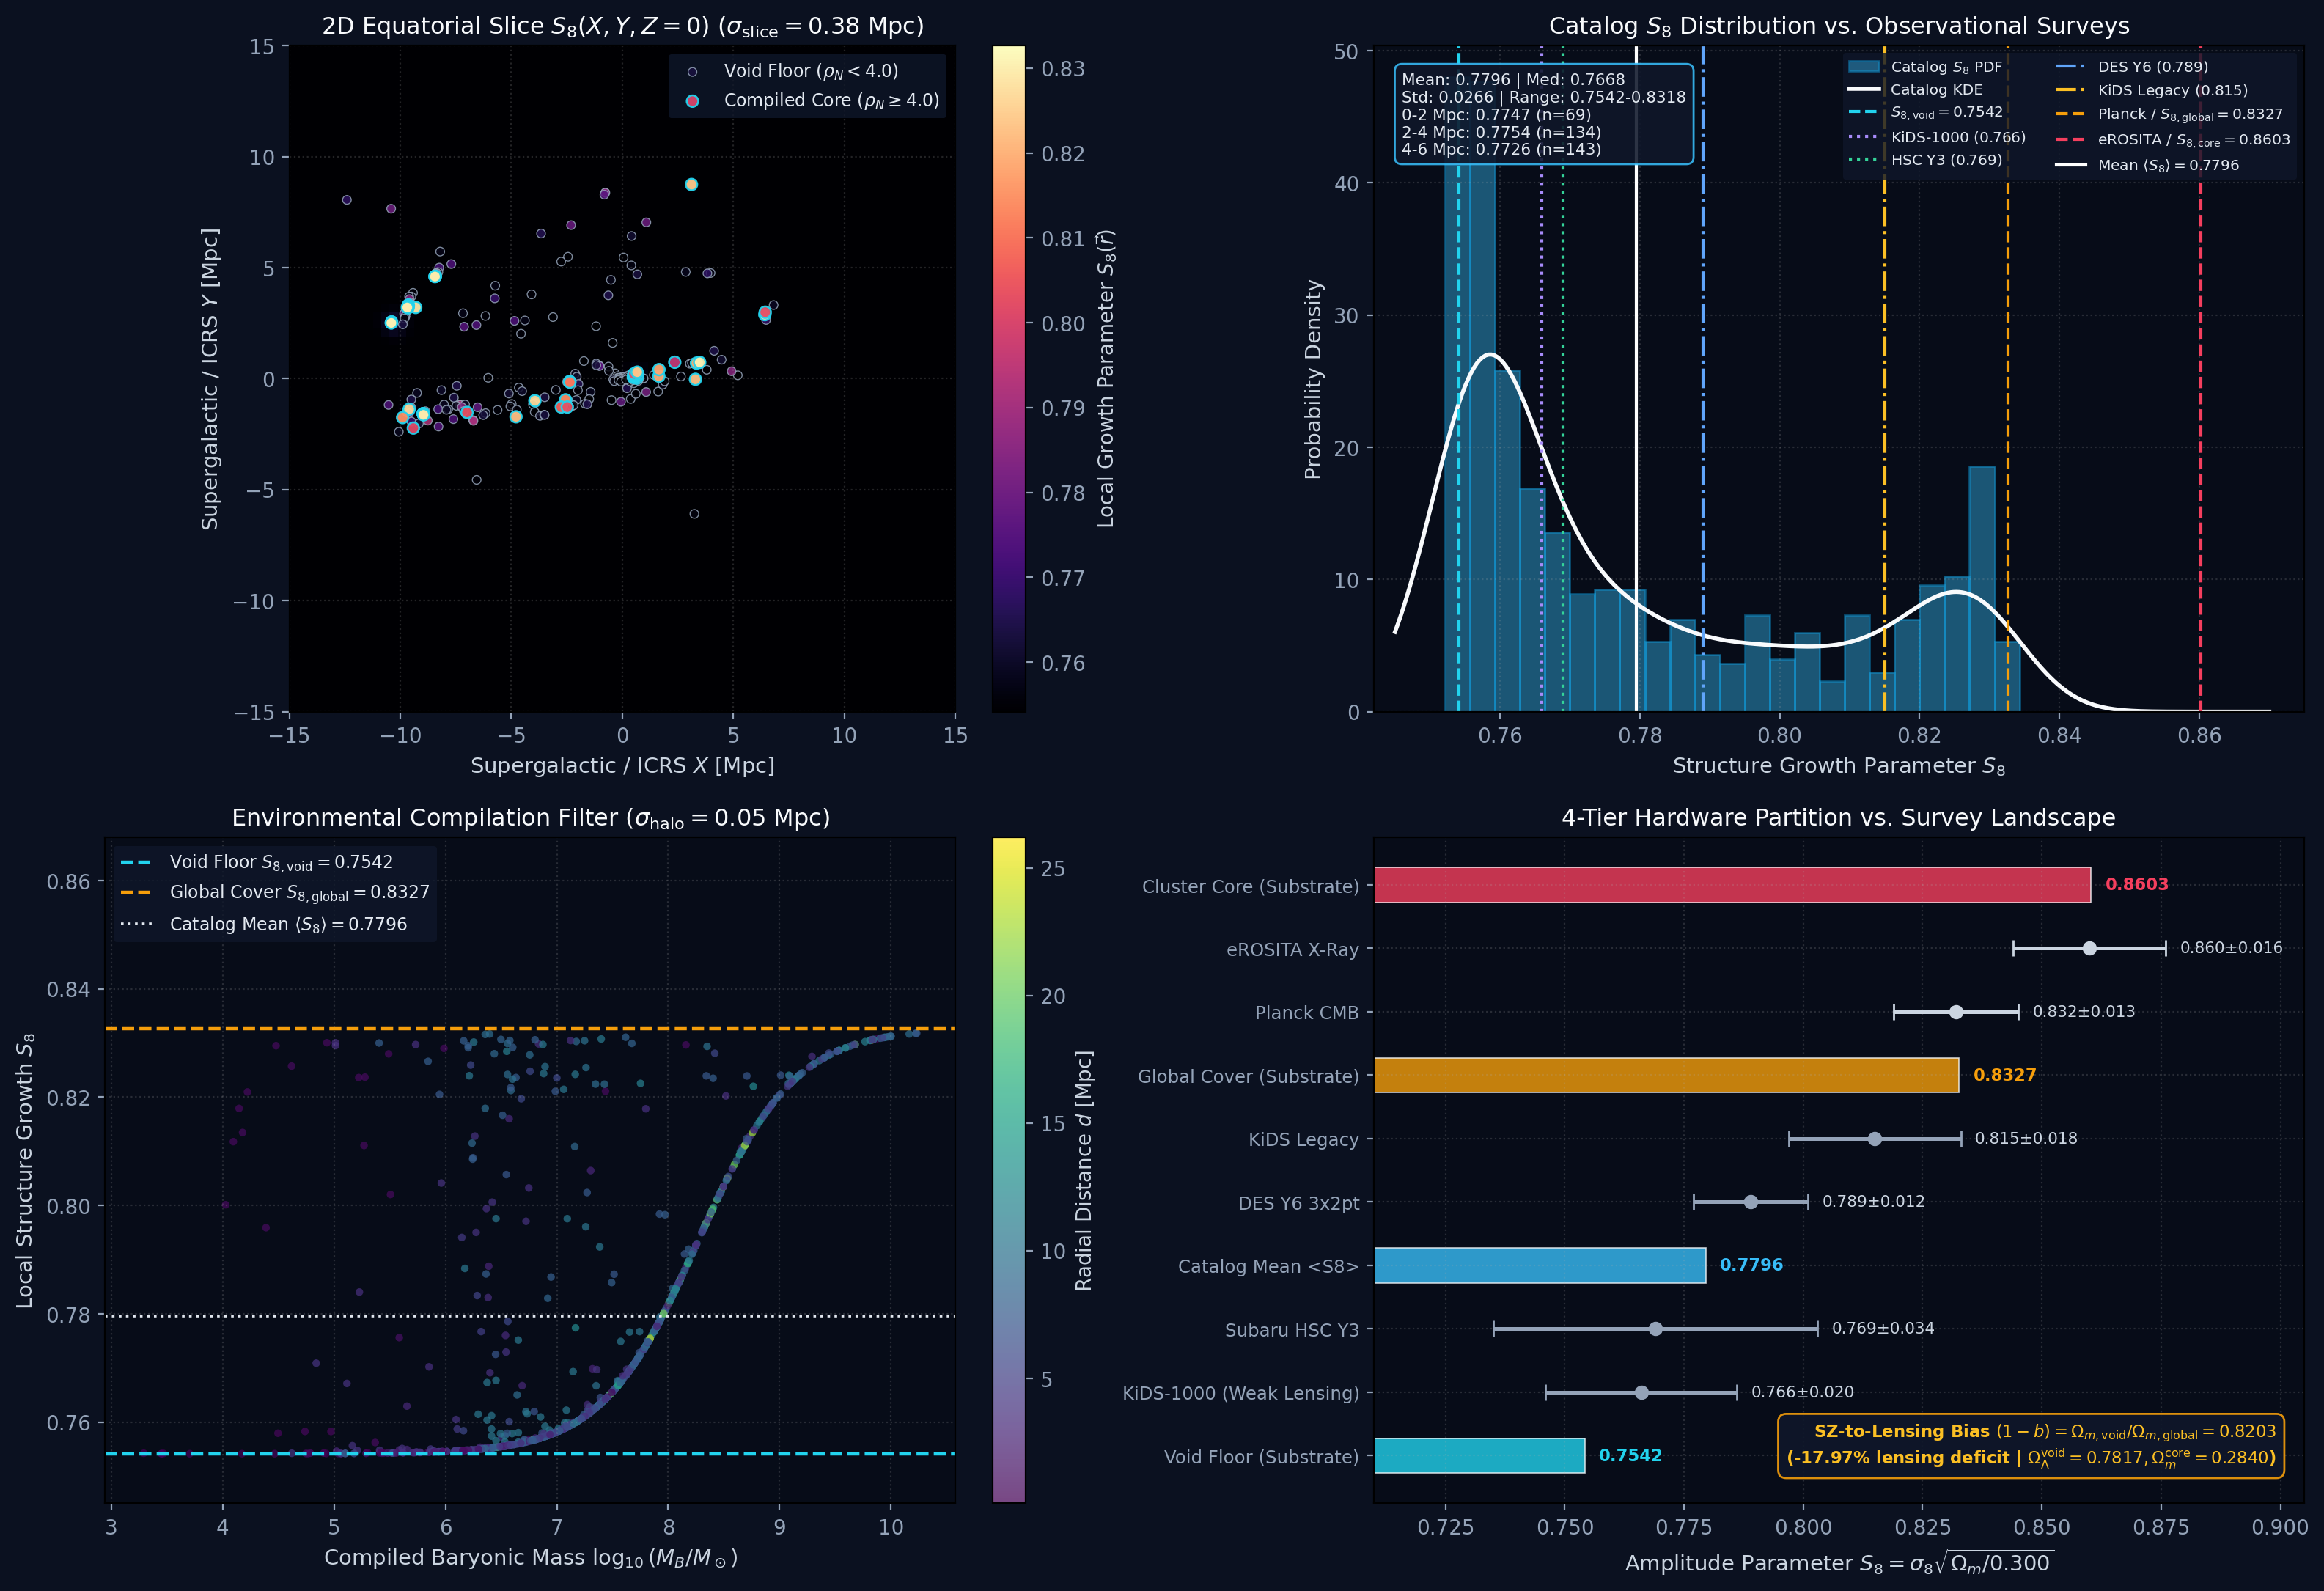 2D Equatorial Slice S₈(X, Y, Z = 0) (σ_slice = 0.38 Mpc)
Void Floor (ρ_N < 4.0)
Compiled Core (ρ_N ≥ 4.0)
15
10
5
0
−5
−10
−15
Supergalactic / ICRS Y [Mpc]
−15
−10
−5
0
5
10
15
Supergalactic / ICRS X [Mpc]
0.83
0.82
0.81
0.80
0.79
0.78
0.77
0.76
Local Growth Parameter S₈(r⃗)
Catalog S₈ Distribution vs. Observational Surveys
Mean: 0.7796 | Med: 0.7668
Std: 0.0266 | Range: 0.7542-0.8318
0-2 Mpc: 0.7747 (n=69)
2-4 Mpc: 0.7754 (n=134)
4-6 Mpc: 0.7726 (n=143)
Catalog S₈ PDF
Catalog KDE
S₈,void = 0.7542
KiDS-1000 (0.766)
HSC Y3 (0.769)
DES Y6 (0.789)
KiDS Legacy (0.815)
Planck / S₈,global = 0.8327
eROSITA / S₈,core = 0.8603
Mean ⟨S₈⟩ = 0.7796
50
40
30
20
10
0
Probability Density
0.76
0.78
0.80
0.82
0.84
0.86
Structure Growth Parameter S₈
Environmental Compilation Filter (σ_halo = 0.05 Mpc)
Void Floor S₈,void = 0.7542
Global Cover S₈,global = 0.8327
Catalog Mean ⟨S₈⟩ = 0.7796
0.86
0.84
0.82
0.80
0.78
0.76
Local Structure Growth S₈
3
4
5
6
7
8
9
10
Compiled Baryonic Mass log₁₀(M_B/M_⊙)
25
20
15
10
5
Radial Distance d [Mpc]
4-Tier Hardware Partition vs. Survey Landscape
Cluster Core (Substrate)
0.8603
eROSITA X-Ray
0.860±0.016
Planck CMB
0.832±0.013
Global Cover (Substrate)
0.8327
KiDS Legacy
0.815±0.018
DES Y6 3x2pt
0.789±0.012
Catalog Mean <S8>
0.7796
Subaru HSC Y3
0.769±0.034
KiDS-1000 (Weak Lensing)
0.766±0.020
Void Floor (Substrate)
0.7542
SZ-to-Lensing Bias (1 − b) = Ω_m,void/Ω_m,global = 0.8203
(-17.97% lensing deficit | Ω_Λ^void = 0.7817, Ω_m^core = 0.2840)
0.725
0.750
0.775
0.800
0.825
0.850
0.875
0.900
Amplitude Parameter S₈ = σ₈√(Ω_m/0.300)